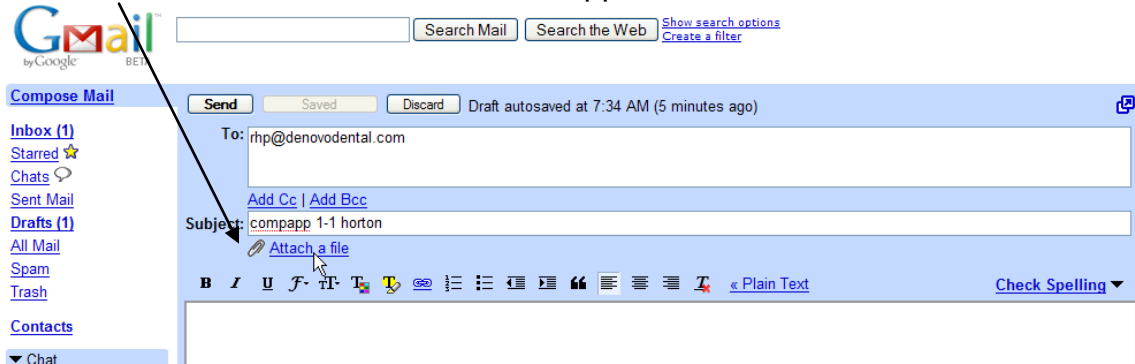 Gmail™
by Google BETA
Search Mail Search the Web Show search options
Create a filter
Compose Mail
Inbox (1)
Starred
Chats
Sent Mail
Drafts (1)
All Mail
Spam
Trash
Contacts
Chat
Send Saved Discard Draft autosaved at 7:34 AM (5 minutes ago)
To: rhp@denovodental.com
Add Cc | Add Bcc
Subject: compapp 1-1 horton
Attach a file
B I U F T T T T « Plain Text Check Spelling